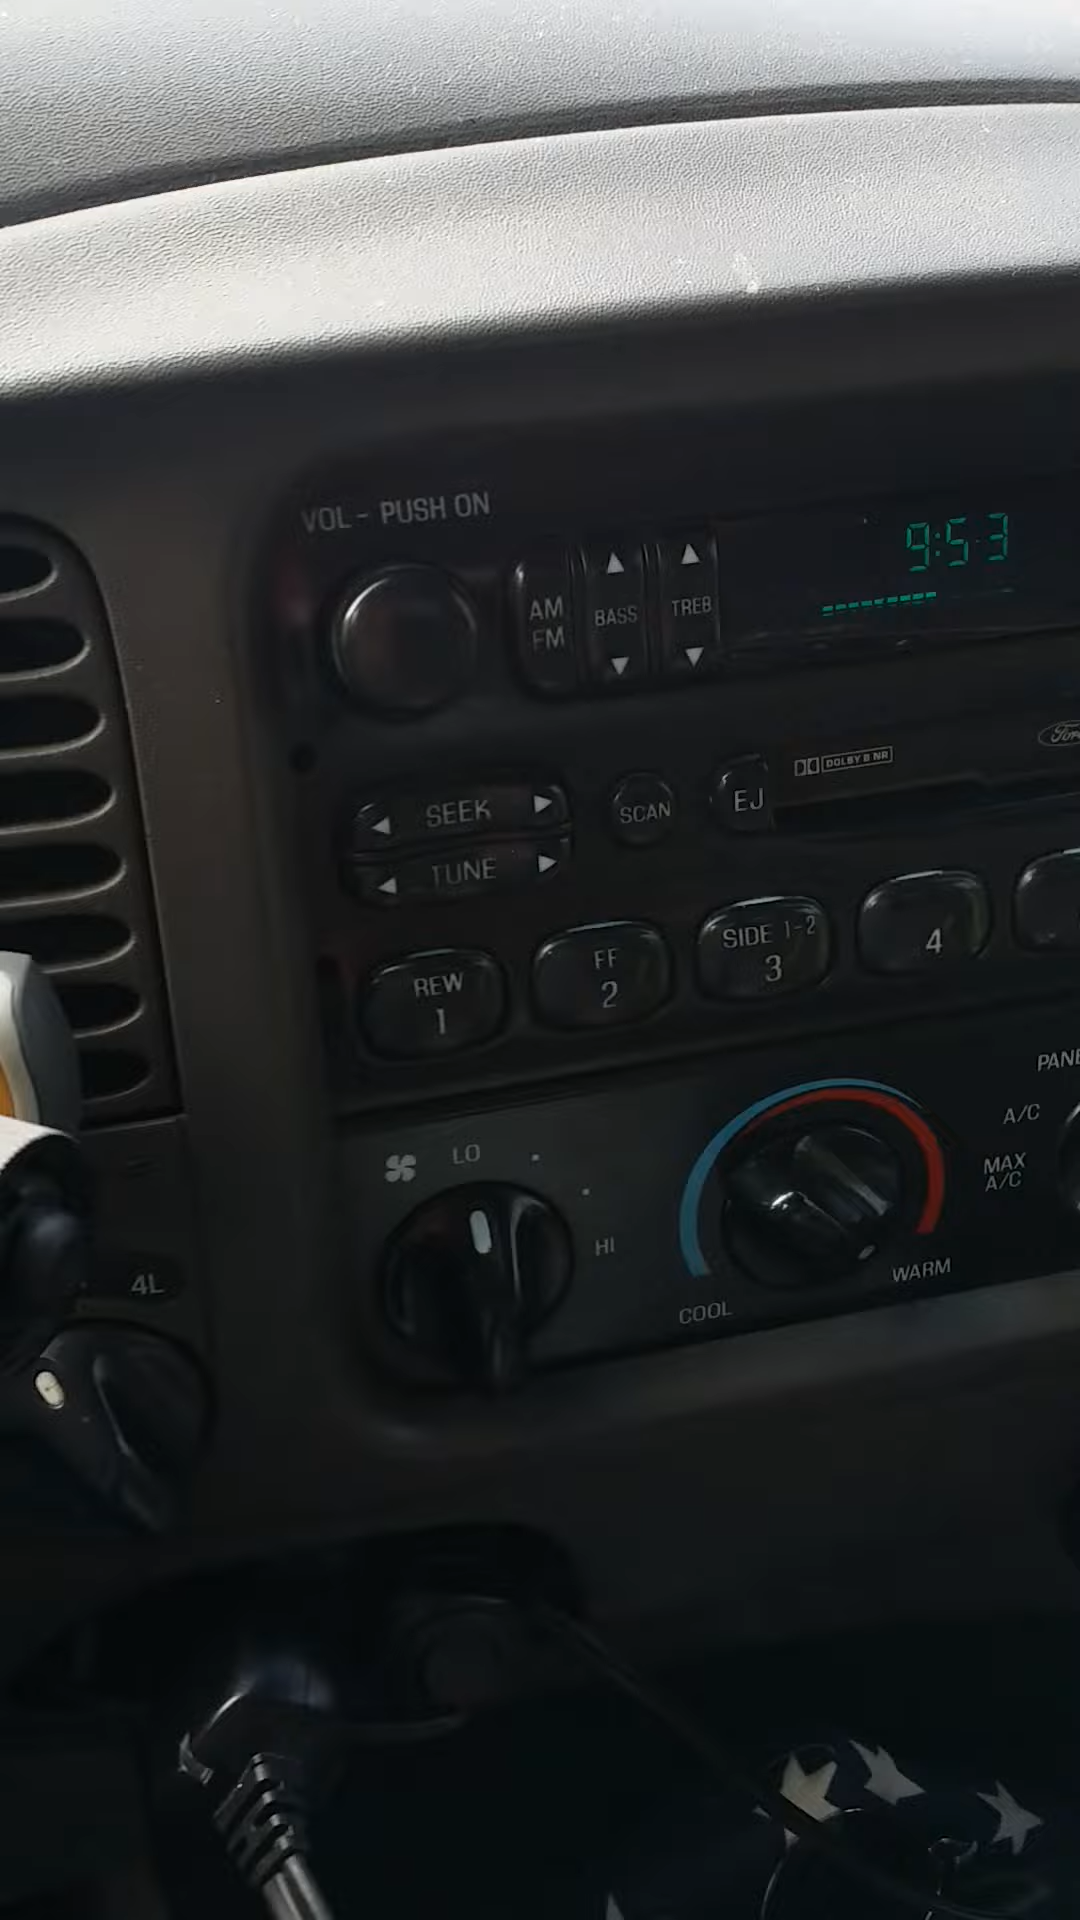 VOL - PUSH ON
9:53
AM
FM
BASS
TREB
DOLBY B NR
Ford
SEEK
SCAN
EJ
TUNE
REW
1
FF
2
SIDE 1-2
3
4
LO
HI
COOL
WARM
A/C
MAX
A/C
4L